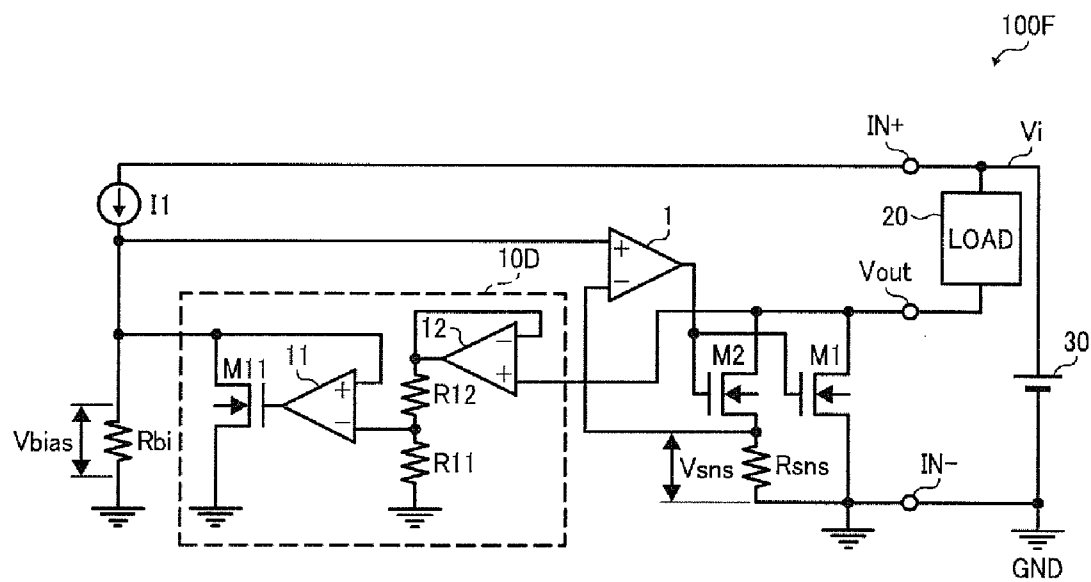 100F
IN+
Vi
I1
1
20
LOAD
10D
Vout
12
30
M11
11
M2
M1
+
−
−
+
+
−
R12
Vbias
Rbi
R11
Vsns
Rsns
IN−
GND